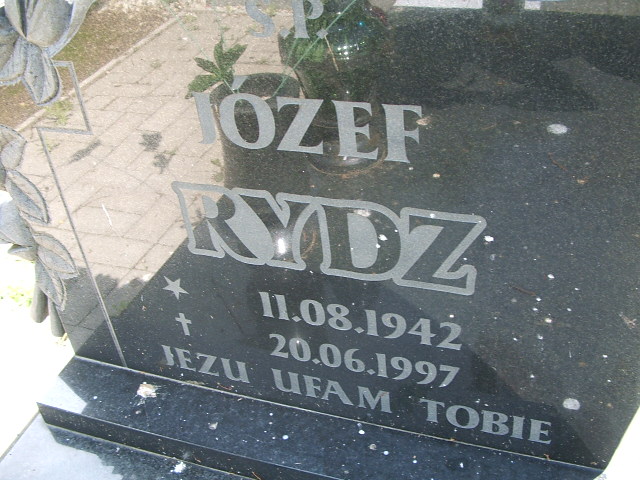 Ś.P.
JÓZEF
RYDZ
11.08.1942
20.06.1997
JEZU UFAM TOBIE